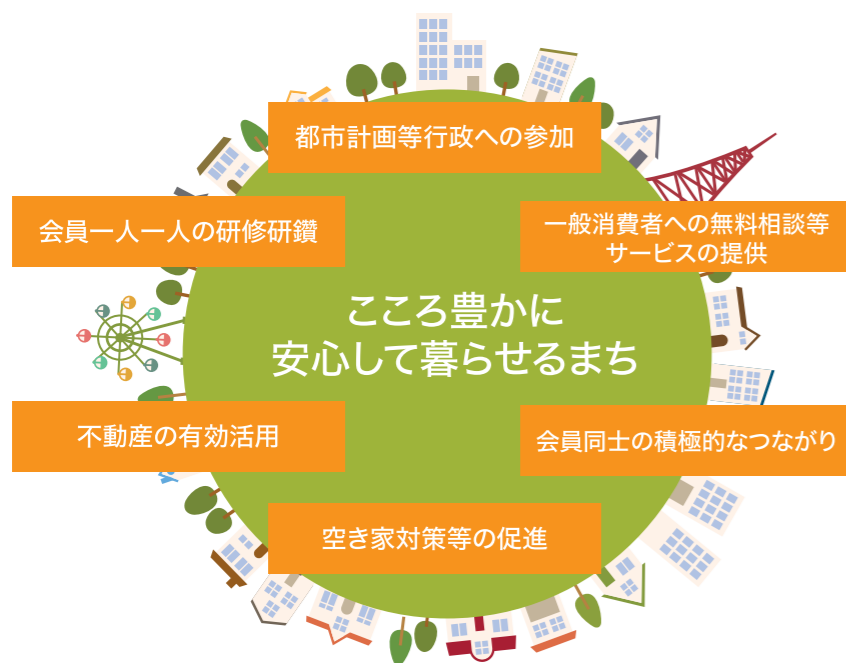 都市計画等行政への参加
会員一人一人の研修研鑽
一般消費者への無料相談等
サービスの提供
こころ豊かに
安心して暮らせるまち
不動産の有効活用
会員同士の積極的なつながり
空き家対策等の促進